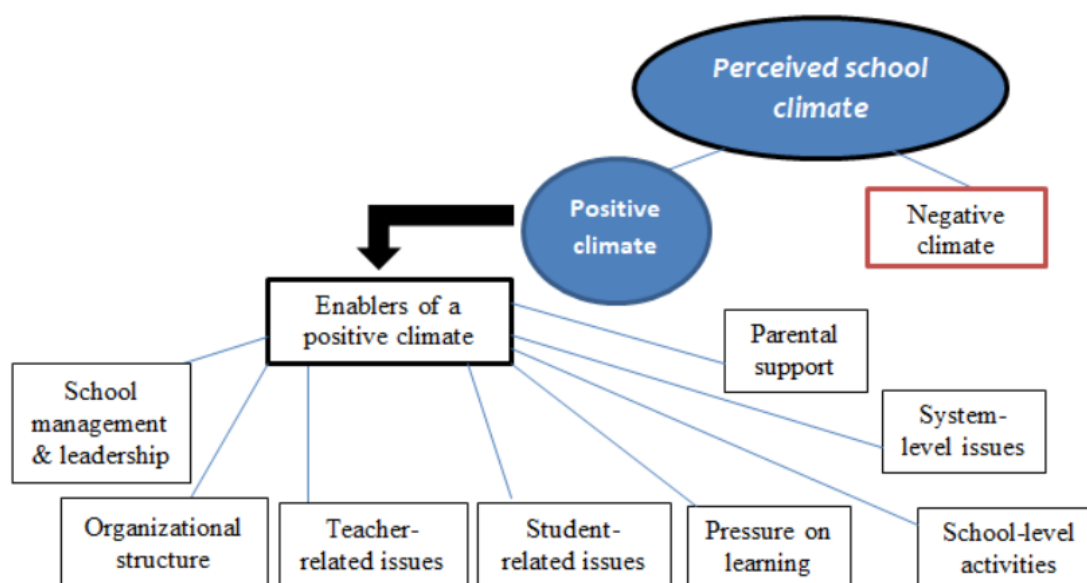 Perceived school
climate
Positive
climate
Negative
climate
Enablers of a
positive climate
Parental
support
School
management
& leadership
System-
level issues
Organizational
structure
Teacher-
related issues
Student-
related issues
Pressure on
learning
School-level
activities